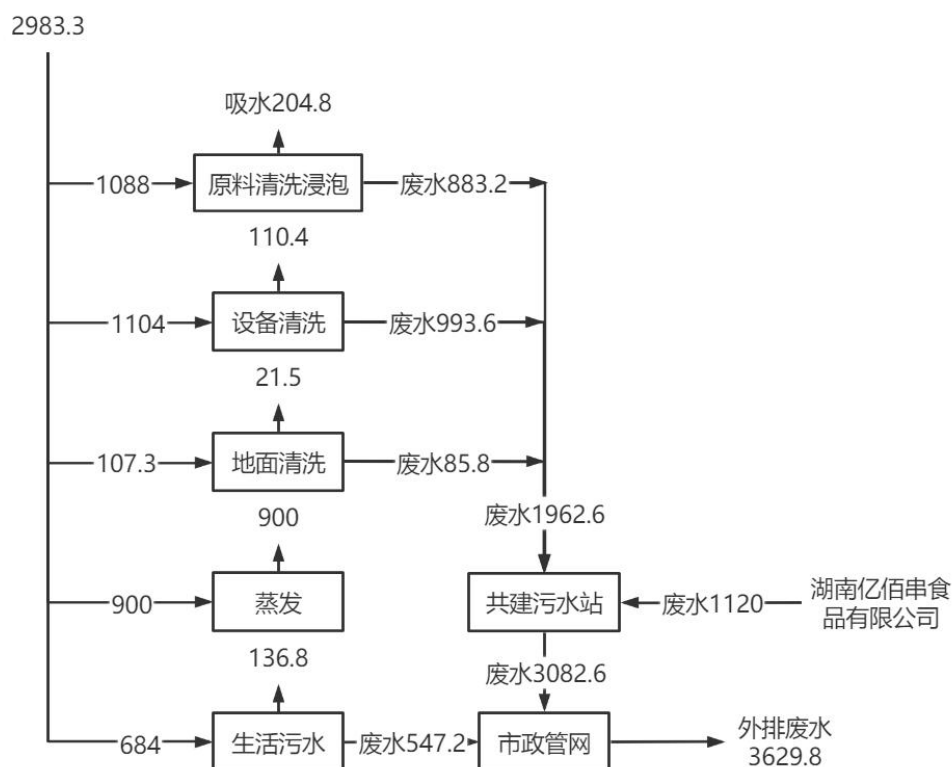 2983.3
吸水204.8
1088
原料清洗浸泡
废水883.2
110.4
1104
设备清洗
废水993.6
21.5
107.3
地面清洗
废水85.8
900
废水1962.6
900
蒸发
共建污水站
废水1120
湖南亿佰串食
品有限公司
136.8
废水3082.6
684
生活污水
废水547.2
市政管网
外排废水
3629.8